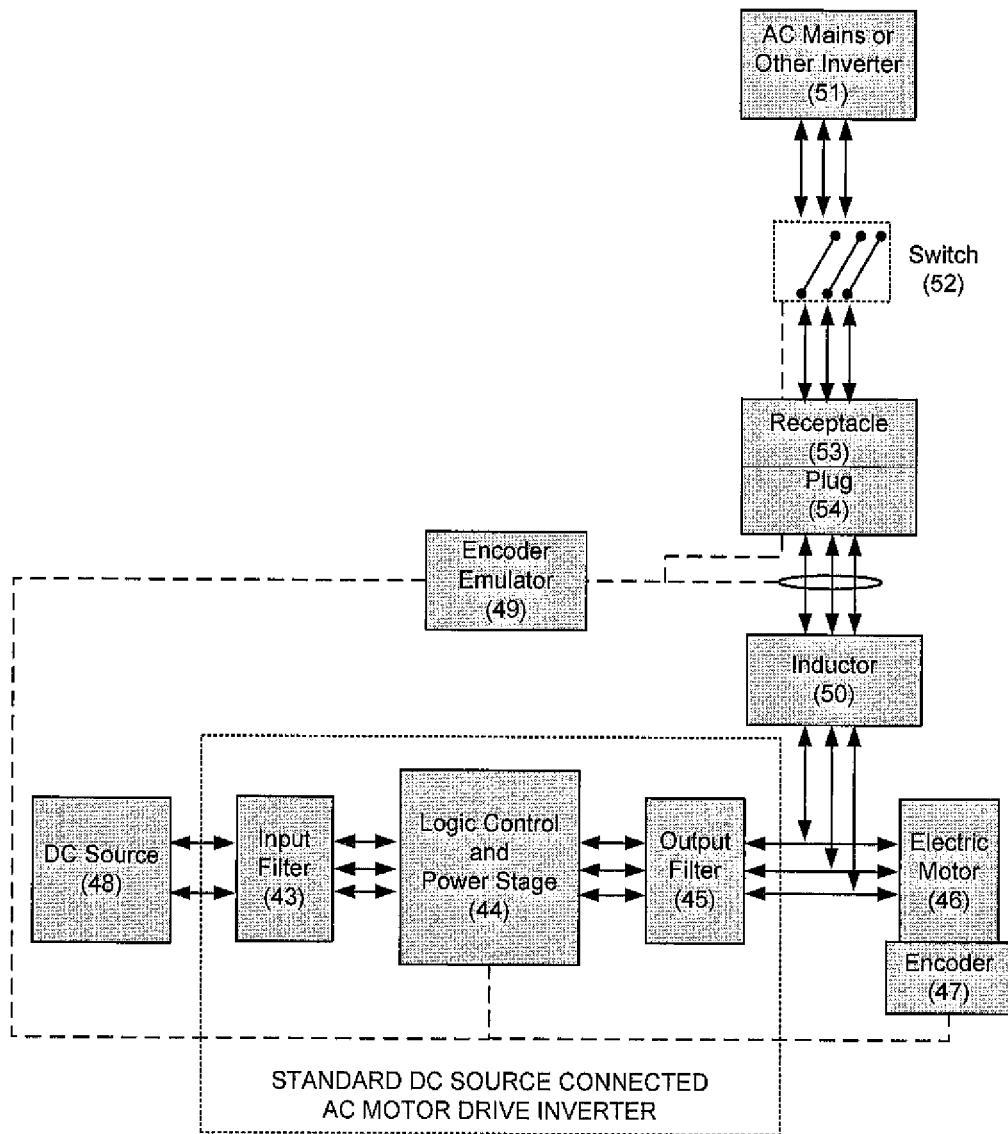 AC Mains or
Other Inverter
(51)
Switch
(52)
Receptacle
(53)
Plug
(54)
Encoder
Emulator
(49)
Inductor
(50)
DC Source
(48)
Input
Filter
(43)
Logic Control
and
Power Stage
(44)
Output
Filter
(45)
Electric
Motor
(46)
Encoder
(47)
STANDARD DC SOURCE CONNECTED
AC MOTOR DRIVE INVERTER